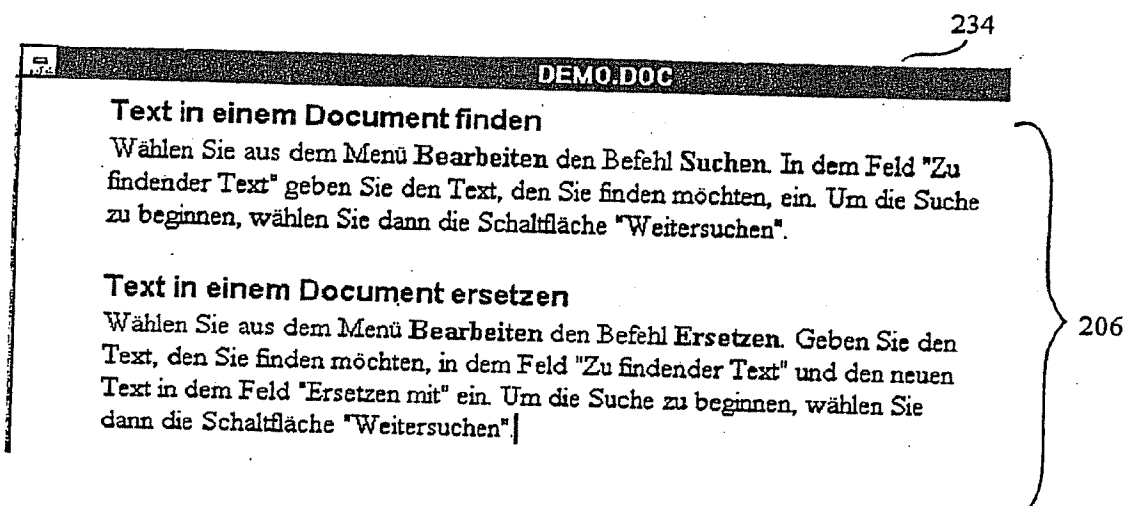 234
DEMO.DOC
Text in einem Document finden
Wählen Sie aus dem Menü Bearbeiten den Befehl Suchen. In dem Feld "Zu
findender Text" geben Sie den Text, den Sie finden möchten, ein. Um die Suche
zu beginnen, wählen Sie dann die Schaltfläche "Weitersuchen".
Text in einem Document ersetzen
Wählen Sie aus dem Menü Bearbeiten den Befehl Ersetzen. Geben Sie den
Text, den Sie finden möchten, in dem Feld "Zu findender Text" und den neuen
Text in dem Feld "Ersetzen mit" ein. Um die Suche zu beginnen, wählen Sie
dann die Schaltfläche "Weitersuchen".
206